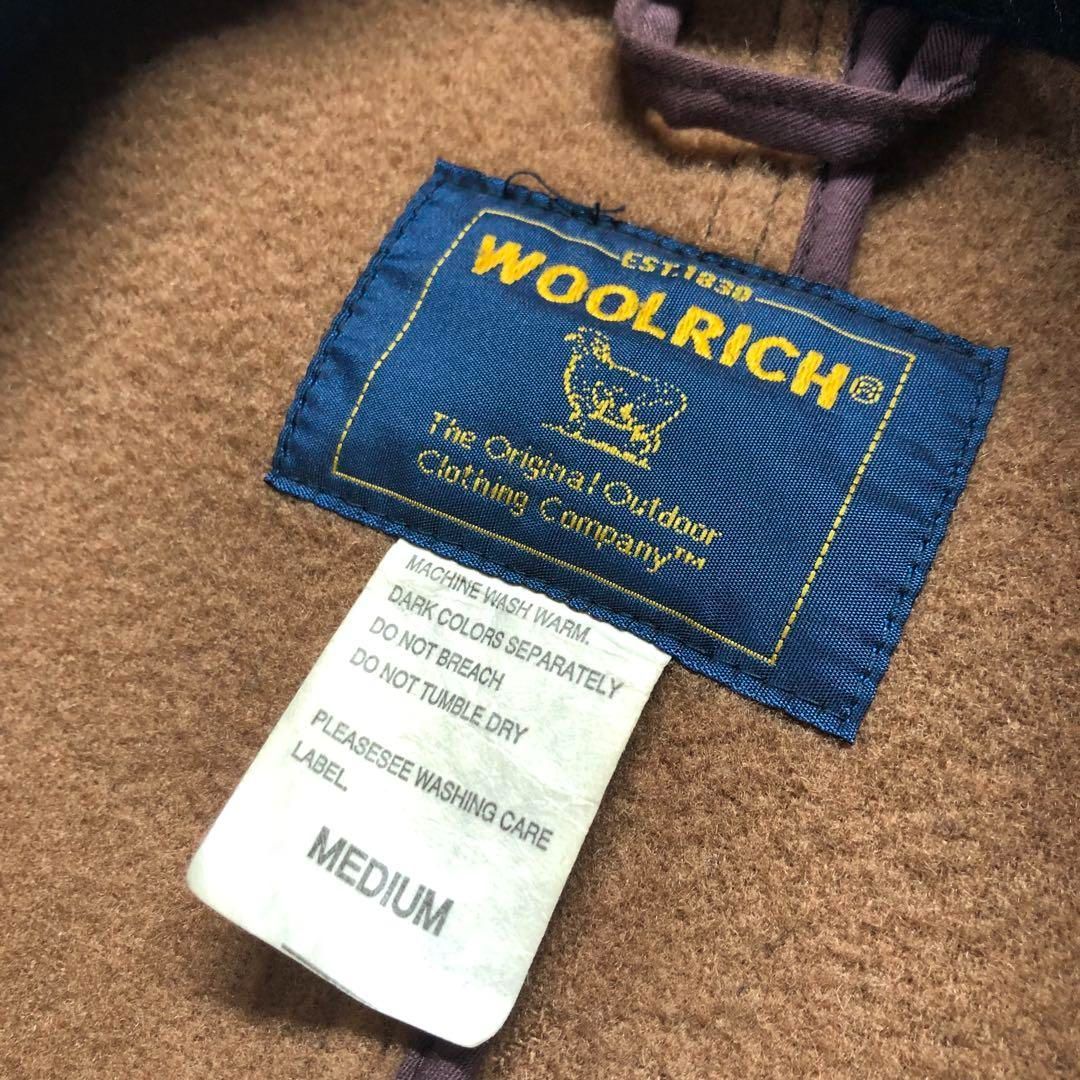 EST.1830
WOOLRICH®
The Original Outdoor
Clothing Company™
MACHINE WASH WARM.
DARK COLORS SEPARATELY
DO NOT BREACH
DO NOT TUMBLE DRY
PLEASESEE WASHING CARE
LABEL.
MEDIUM